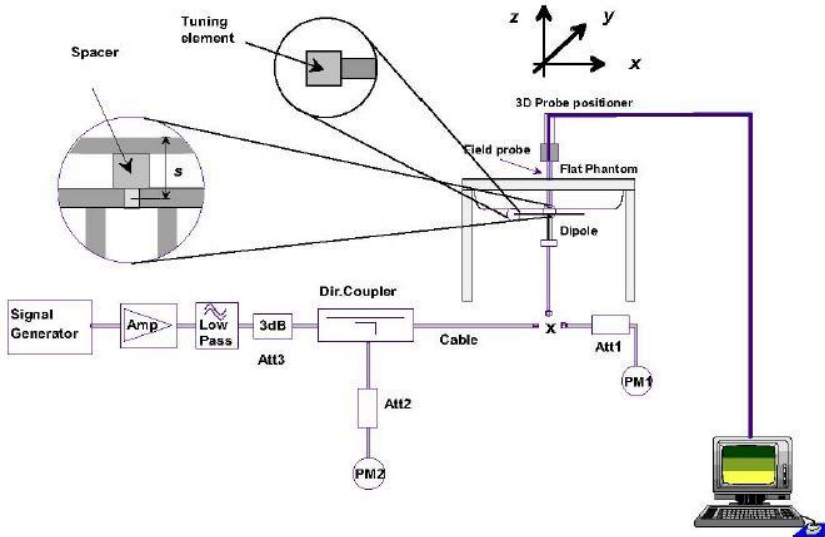 Tuning
element
Spacer
s
z
y
x
3D Probe positioner
Field probe
Flat Phantom
Dipole
Signal
Generator
Amp
Low
Pass
3dB
Att3
Dir.Coupler
Cable
x
Att1
PM1
Att2
PM2